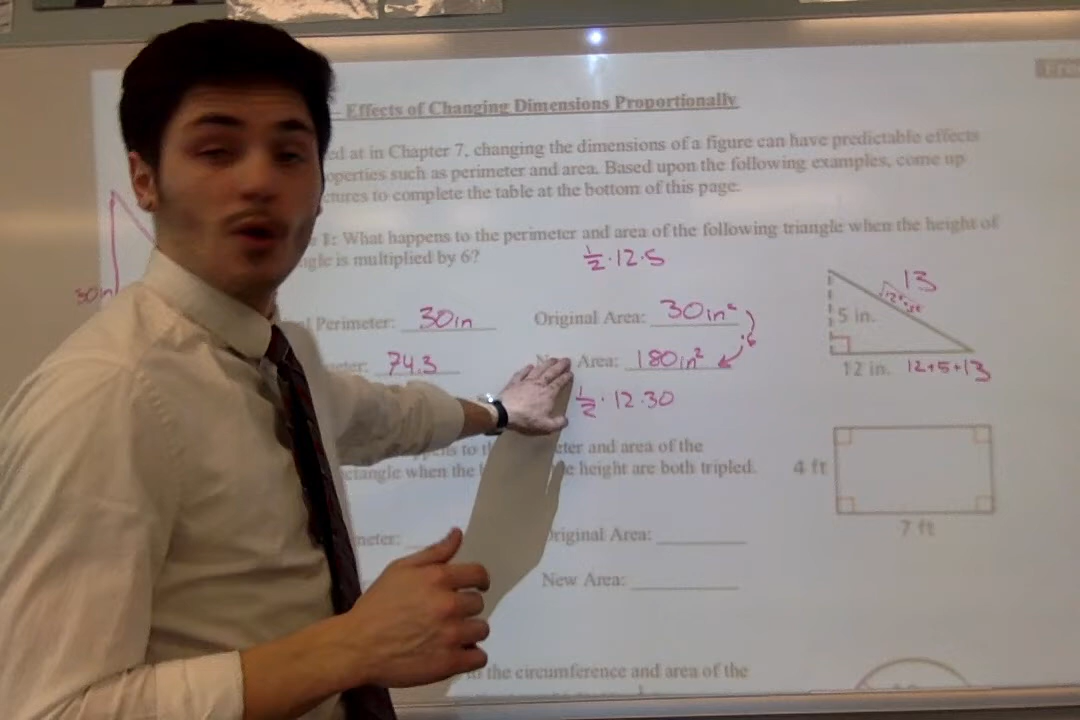 Effects of Changing Dimensions Proportionally
ed at in Chapter 7, changing the dimensions of a figure can have predictable effects
operties such as perimeter and area. Based upon the following examples, come up
ctures to complete the table at the bottom of this page.
1: What happens to the perimeter and area of the following triangle when the height of
ngle is multiplied by 6?
1/2 · 12 · 5
30in
l Perimeter: 30in Original Area: 30in²
·6
13
5 in.
12 in. 12+5+13
meter: 74.3 Area: 180in²
1/2 · 12 · 30
ens to th eter and area of the
ctangle when the e height are both tripled.
4 ft
7 ft
meter: Original Area:
New Area:
the circumference and area of the